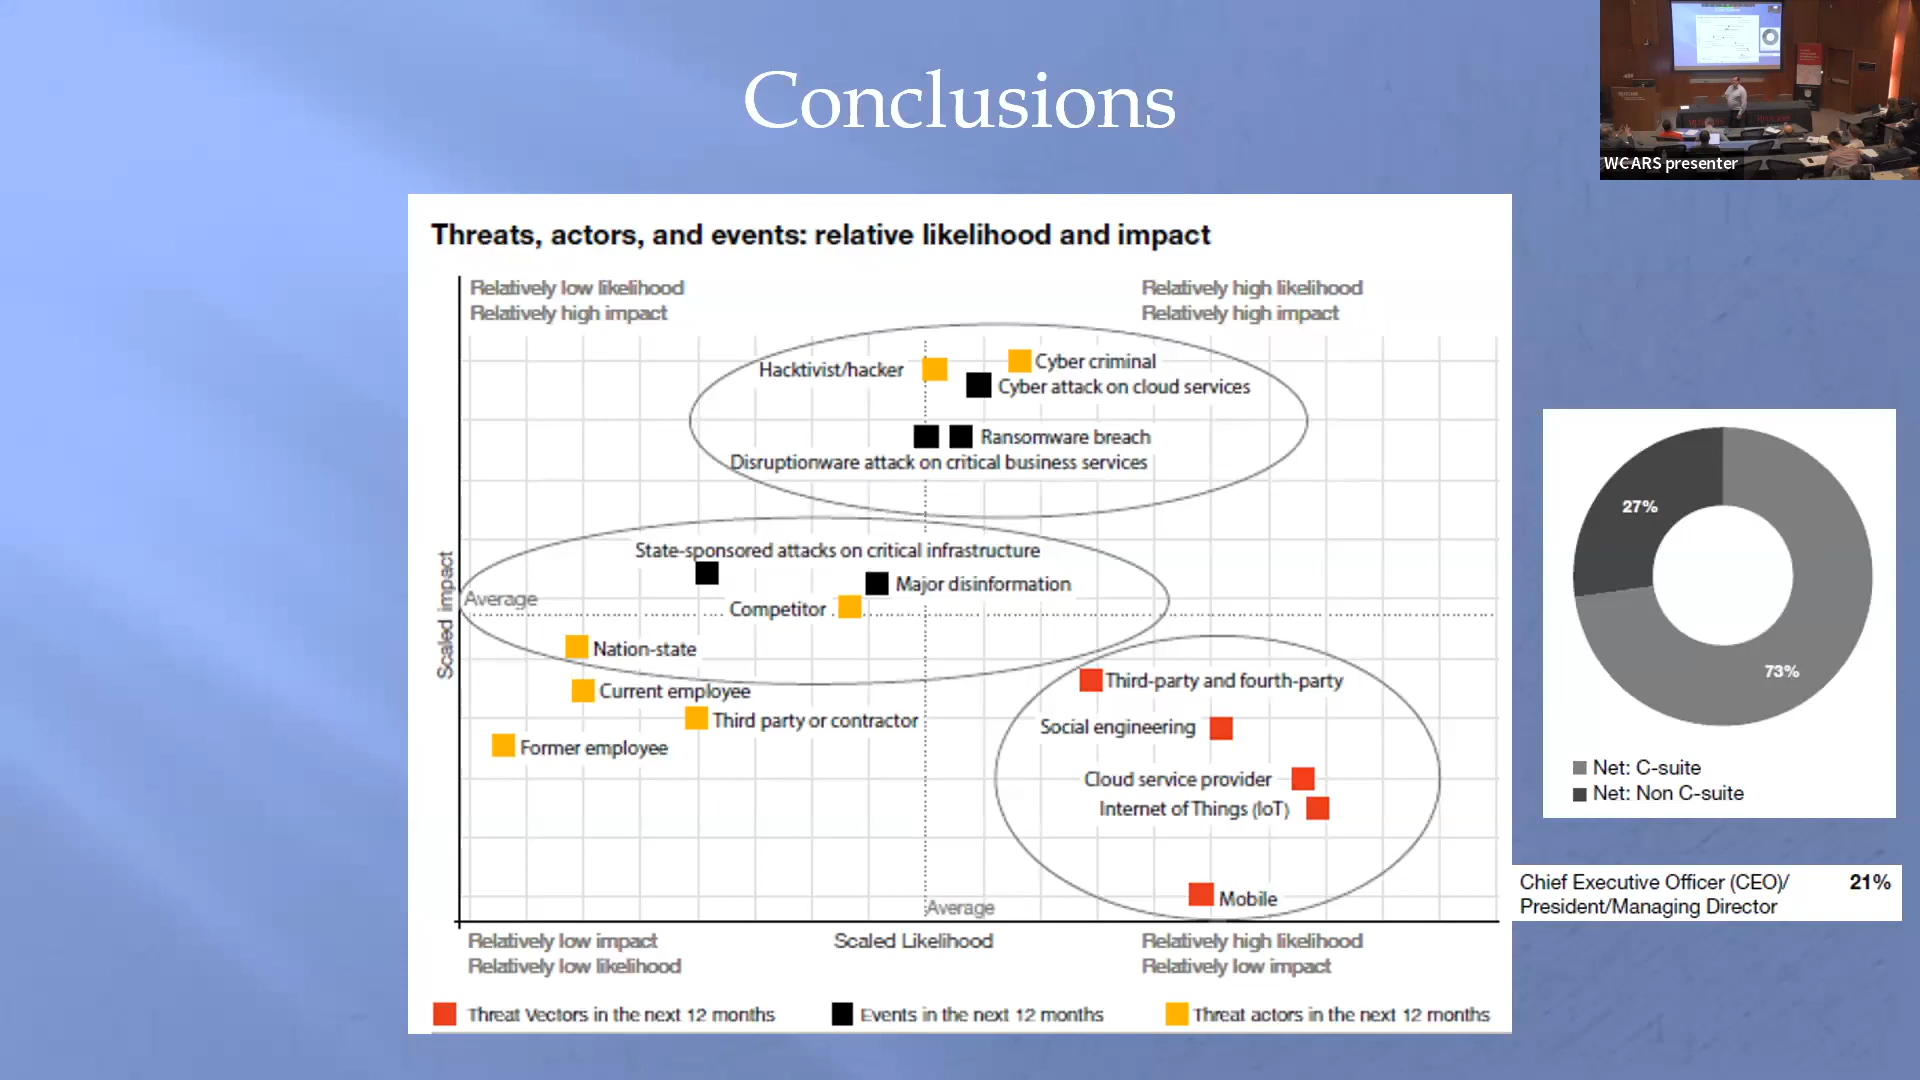 Conclusions
WCARS presenter
Threats, actors, and events: relative likelihood and impact
Relatively low likelihood
Relatively high impact
Relatively high likelihood
Relatively high impact
Hacktivist/hacker
Cyber criminal
Cyber attack on cloud services
Ransomware breach
Disruptionware attack on critical business services
State-sponsored attacks on critical infrastructure
Major disinformation
Average
Competitor
Scaled impact
Nation-state
Current employee
Third party or contractor
Former employee
Third-party and fourth-party
Social engineering
Cloud service provider
Internet of Things (IoT)
Mobile
Average
Relatively low impact
Relatively low likelihood
Scaled Likelihood
Relatively high likelihood
Relatively low impact
Threat Vectors in the next 12 months
Events in the next 12 months
Threat actors in the next 12 months
27%
73%
Net: C-suite
Net: Non C-suite
Chief Executive Officer (CEO)/ 21%
President/Managing Director